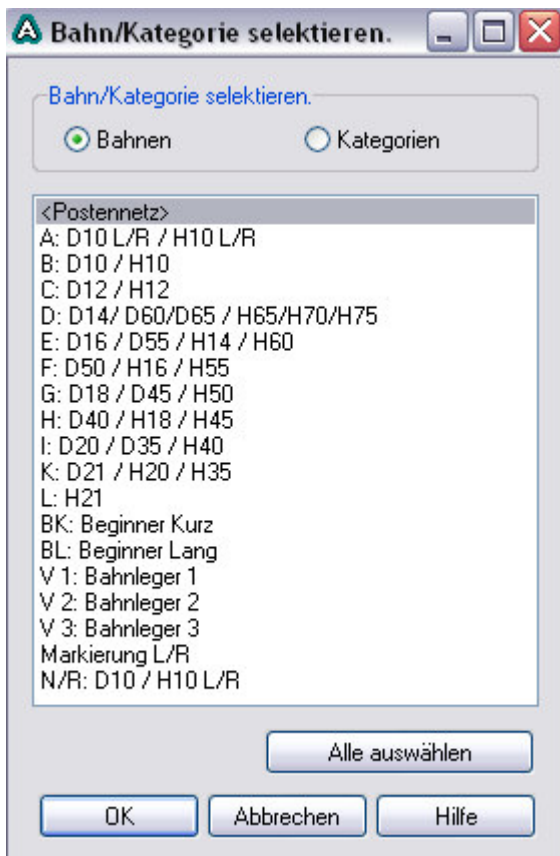 Bahn/Kategorie selektieren.
Bahn/Kategorie selektieren.
Bahnen Kategorien
<Postennetz>
A: D10 L/R / H10 L/R
B: D10 / H10
C: D12 / H12
D: D14/ D60/D65 / H65/H70/H75
E: D16 / D55 / H14 / H60
F: D50 / H16 / H55
G: D18 / D45 / H50
H: D40 / H18 / H45
I: D20 / D35 / H40
K: D21 / H20 / H35
L: H21
BK: Beginner Kurz
BL: Beginner Lang
V 1: Bahnleger 1
V 2: Bahnleger 2
V 3: Bahnleger 3
Markierung L/R
N/R: D10 / H10 L/R
Alle auswählen
OK Abbrechen Hilfe